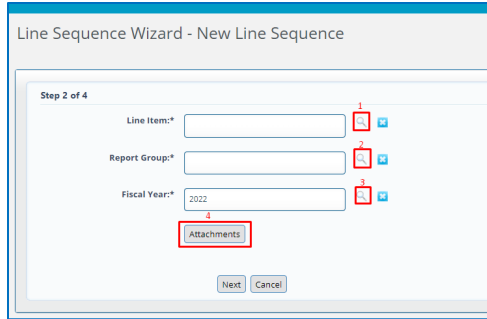 Line Sequence Wizard - New Line Sequence
Step 2 of 4
1
Line Item:*
2
Report Group:*
3
Fiscal Year:* 2022
4
Attachments
Next Cancel